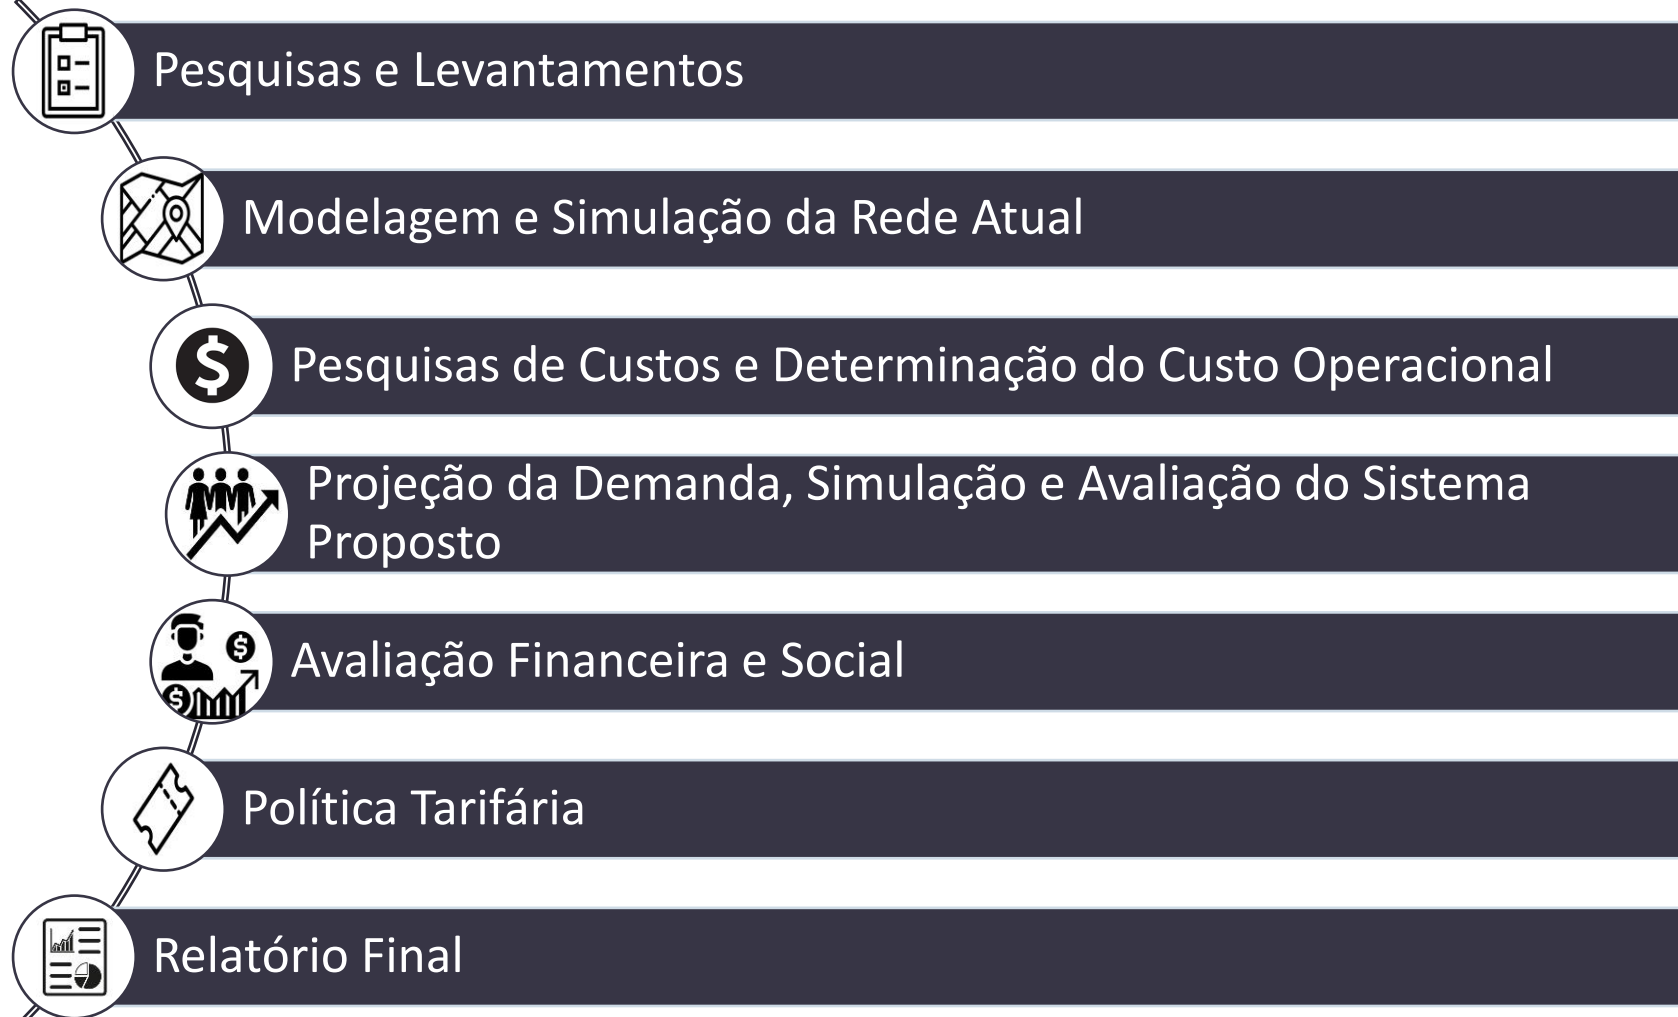 Pesquisas e Levantamentos
Modelagem e Simulação da Rede Atual
Pesquisas de Custos e Determinação do Custo Operacional
Projeção da Demanda, Simulação e Avaliação do Sistema
Proposto
Avaliação Financeira e Social
Política Tarifária
Relatório Final